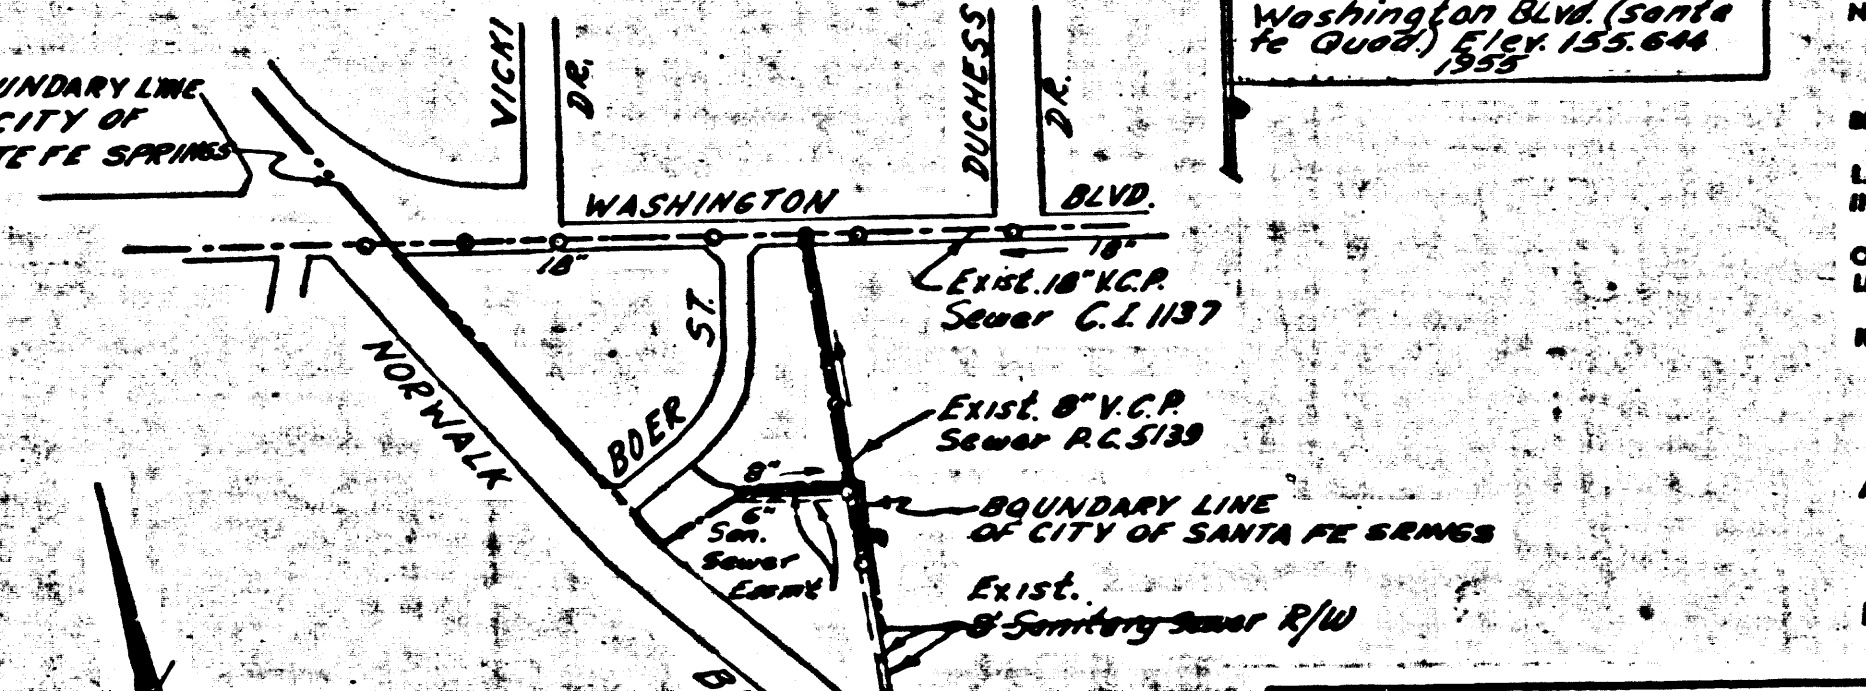 Washington BLvd. (Santa
fe Quad.) Elev. 155.644
1955
UNDARY LINE
CITY OF
TE FE SPRINGS
VICKI
DR.
DUCHESS
DR.
WASHINGTON
BLVD.
18"
18"
Exist. 18" V.C.P.
Sewer C.I. 1137
ST.
BOER
NORWALK
Exist. 8" V.C.P.
Sewer P.C. 5139
8"
6"
San.
Sewer
Easmt
BOUNDARY LINE
OF CITY OF SANTA FE SRINGS
Exist.
8" Sanitary Sewer R/W
B